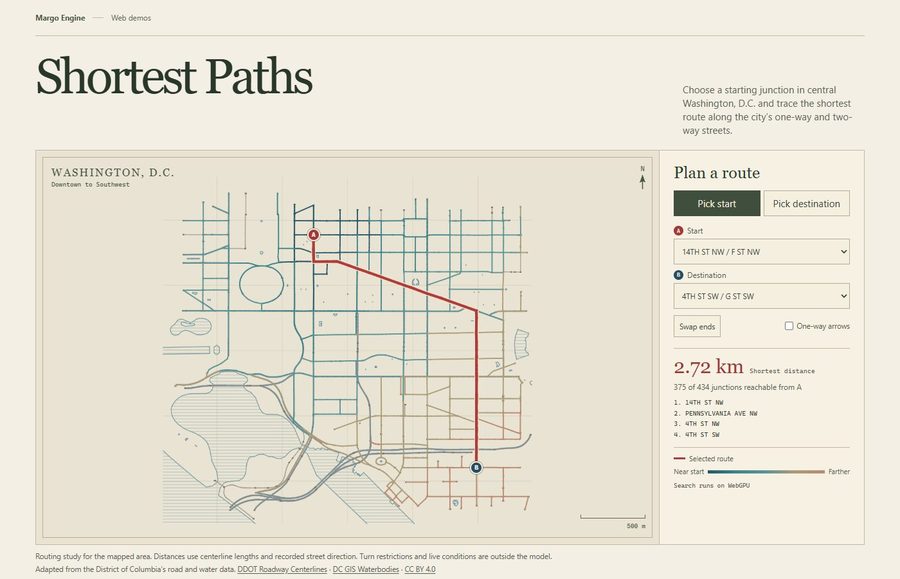 Margo Engine — Web demos
Shortest Paths
Choose a starting junction in central
Washington, D.C. and trace the shortest
route along the city's one-way and two-
way streets.
WASHINGTON, D.C.
Downtown to Southwest
N
A
B
500 m
Plan a route
Pick start
Pick destination
A Start
14TH ST NW / F ST NW
B Destination
4TH ST SW / G ST SW
Swap ends
One-way arrows
2.72 km Shortest distance
375 of 434 junctions reachable from A
1. 14TH ST NW
2. PENNSYLVANIA AVE NW
3. 4TH ST NW
4. 4TH ST SW
Selected route
Near start Farther
Search runs on WebGPU
Routing study for the mapped area. Distances use centerline lengths and recorded street direction. Turn restrictions and live conditions are outside the model.
Adapted from the District of Columbia's road and water data. DDOT Roadway Centerlines · DC GIS Waterbodies · CC BY 4.0